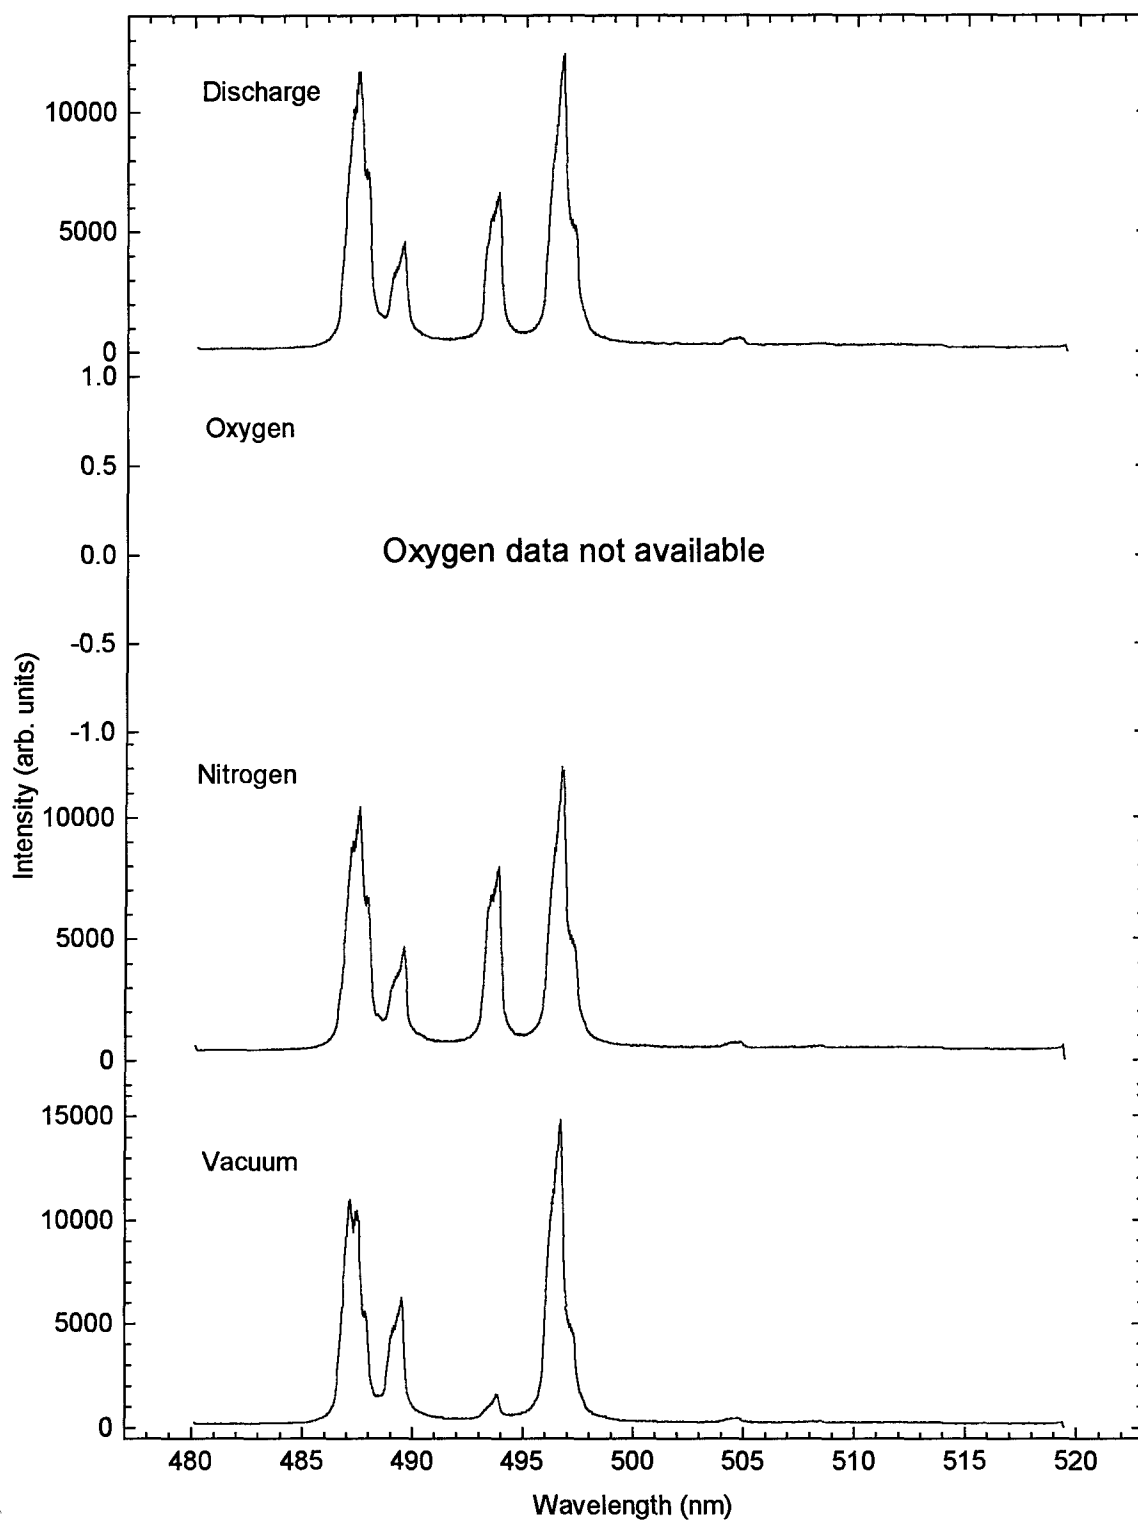 Discharge
10000
5000
0
1.0
Oxygen
0.5
Oxygen data not available
0.0
-0.5
-1.0
Intensity (arb. units)
Nitrogen
10000
5000
0
15000
Vacuum
10000
5000
0
480 485 490 495 500 505 510 515 520
Wavelength (nm)